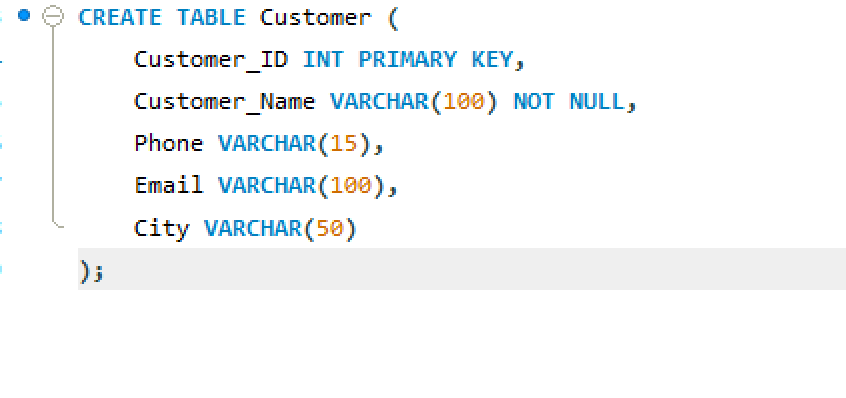 CREATE TABLE Customer (
    Customer_ID INT PRIMARY KEY,
    Customer_Name VARCHAR(100) NOT NULL,
    Phone VARCHAR(15),
    Email VARCHAR(100),
    City VARCHAR(50)
);